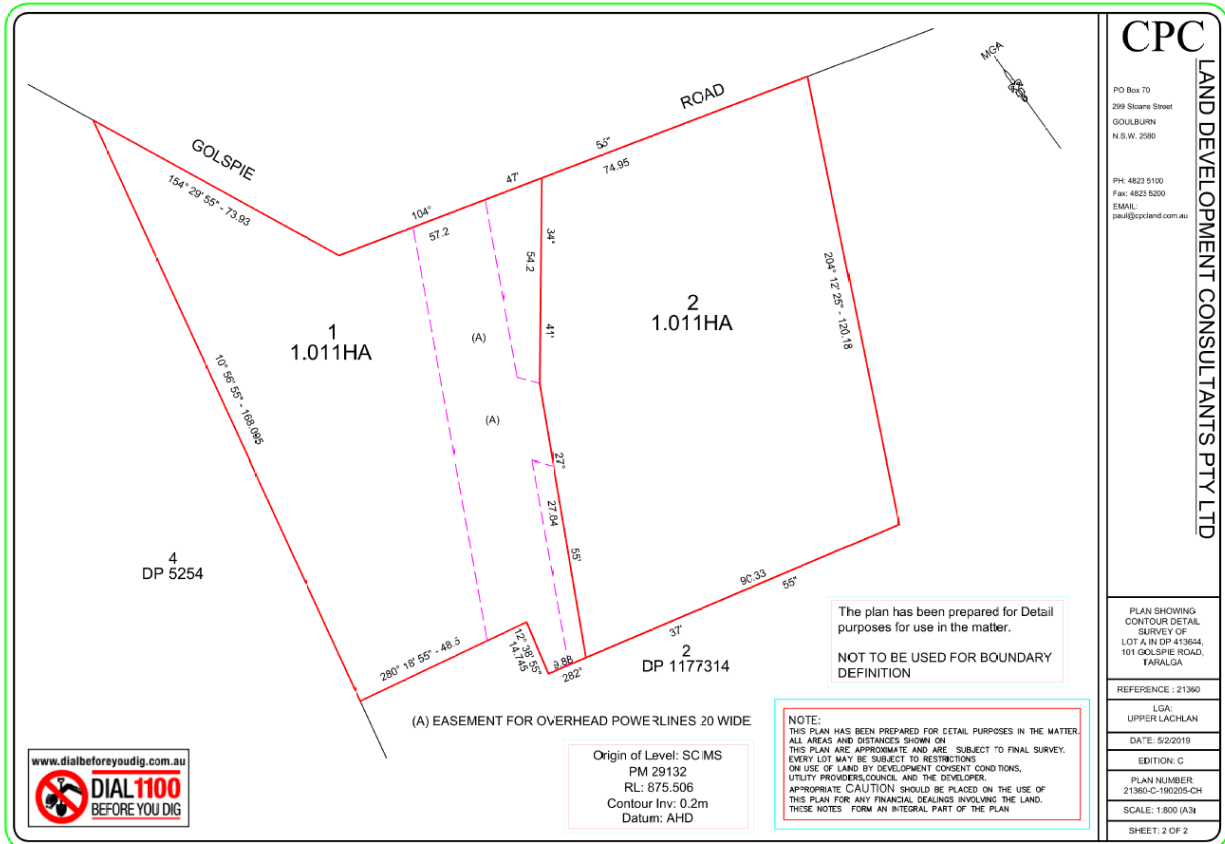 MGA
ROAD
55"
74.95
GOLSPIE
154° 29' 55" - 73.93
47'
104°
57.2
34°
54.2
41'
204° 12' 25" - 120.18
1
1.011HA
2
1.011HA
(A)
(A)
10° 56' 55" - 168.095
27°
27.84
55'
4
DP 5254
90.33
55"
37'
280° 18' 55" - 48.5
12° 38' 55"
14.745
9.88
282°
2
DP 1177314
(A) EASEMENT FOR OVERHEAD POWERLINES 20 WIDE
The plan has been prepared for Detail
purposes for use in the matter.
NOT TO BE USED FOR BOUNDARY
DEFINITION
NOTE:
THIS PLAN HAS BEEN PREPARED FOR DETAIL PURPOSES IN THE MATTER.
ALL AREAS AND DISTANCES SHOWN ON
THIS PLAN ARE APPROXIMATE AND ARE SUBJECT TO FINAL SURVEY.
EVERY LOT MAY BE SUBJECT TO RESTRICTIONS
ON USE OF LAND BY DEVELOPMENT CONSENT CONDITIONS,
UTILITY PROVIDERS,COUNCIL AND THE DEVELOPER.
APPROPRIATE CAUTION SHOULD BE PLACED ON THE USE OF
THIS PLAN FOR ANY FINANCIAL DEALINGS INVOLVING THE LAND.
THESE NOTES FORM AN INTEGRAL PART OF THE PLAN
Origin of Level: SCIMS
PM 29132
RL: 875.506
Contour Inv: 0.2m
Datum: AHD
www.dialbeforeyoudig.com.au
DIAL1100
BEFORE YOU DIG
CPC
LAND DEVELOPMENT CONSULTANTS PTY LTD
PO Box 70
299 Sloane Street
GOULBURN
N.S.W. 2580
PH: 4823 5100
Fax: 4823 5200
EMAIL:
paul@cpcland.com.au
PLAN SHOWING
CONTOUR DETAIL
SURVEY OF
LOT A IN DP 413644,
101 GOLSPIE ROAD,
TARALGA
REFERENCE : 21360
LGA:
UPPER LACHLAN
DATE: 5/2/2019
EDITION: C
PLAN NUMBER:
21360-C-190205-CH
SCALE: 1:800 (A3)
SHEET: 2 OF 2